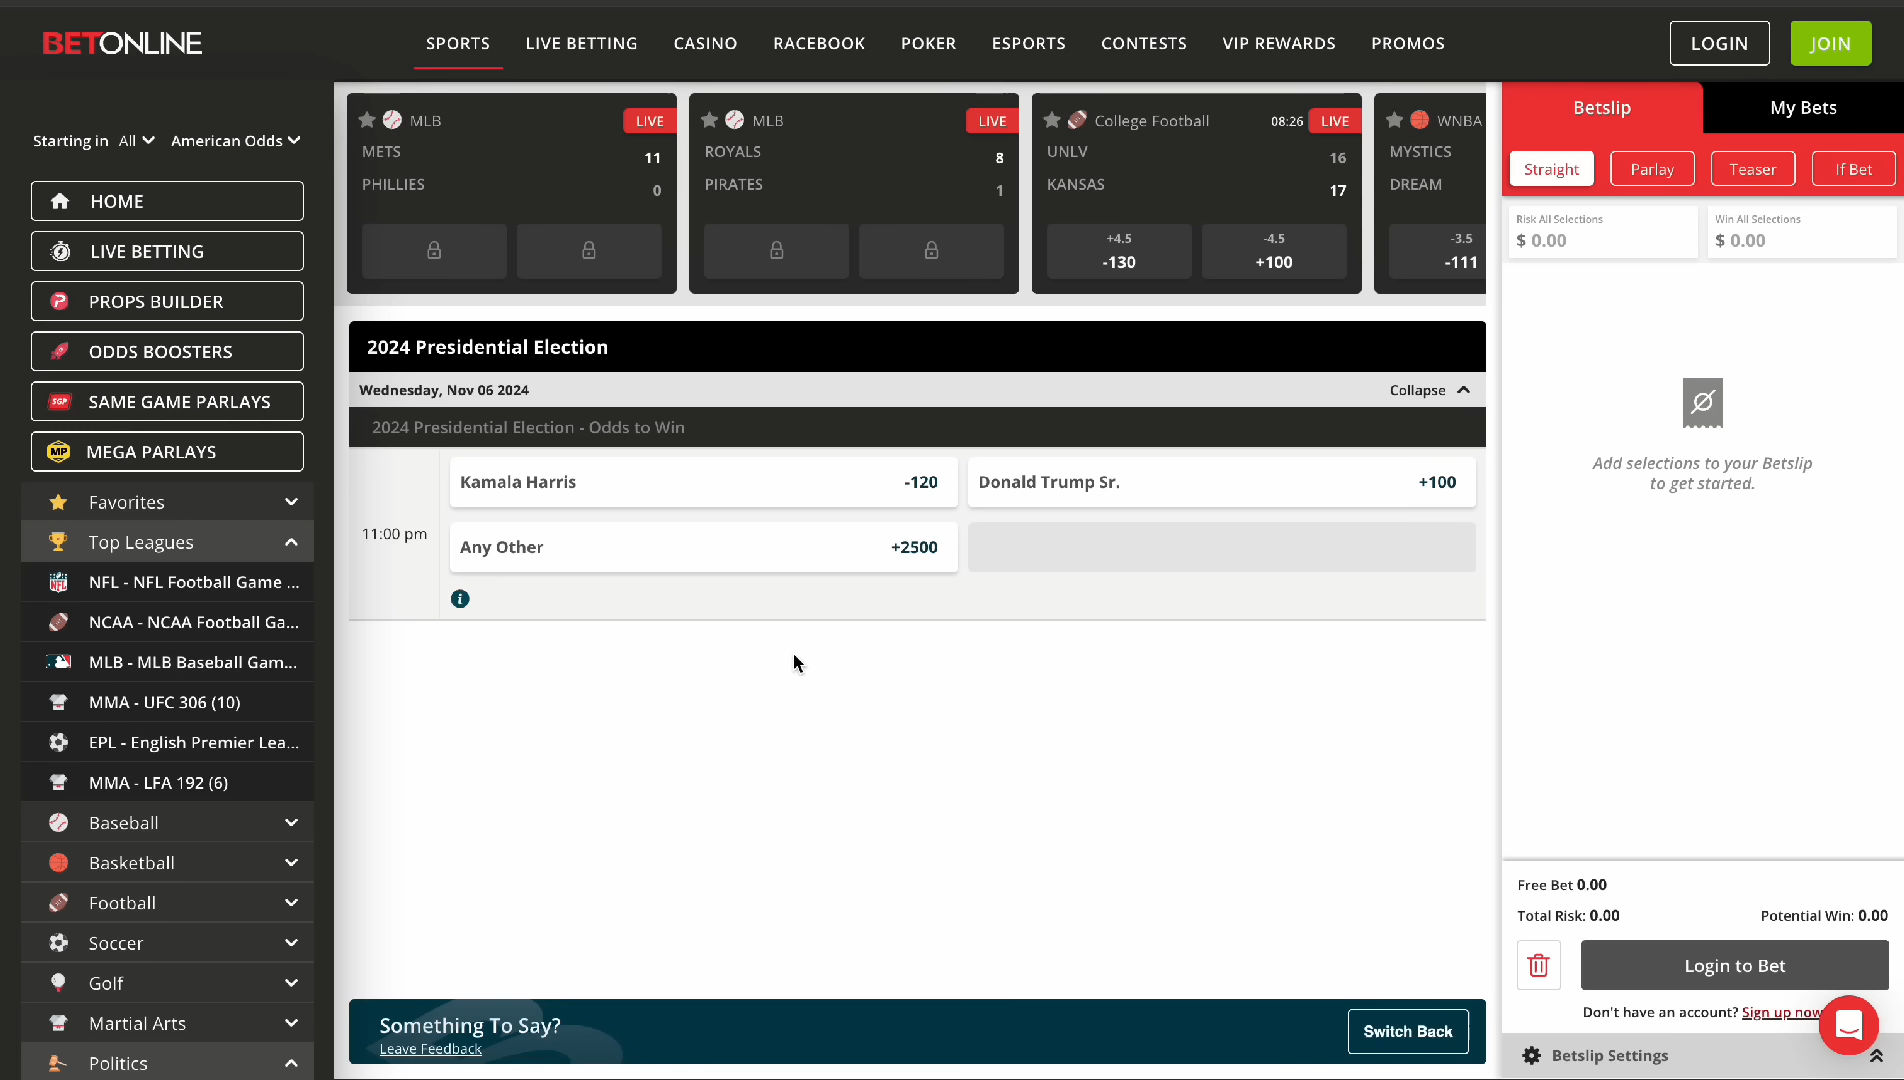 BETONLINE
SPORTS LIVE BETTING CASINO RACEBOOK POKER ESPORTS CONTESTS VIP REWARDS PROMOS
LOGIN JOIN
Starting in All American Odds
HOME
LIVE BETTING
PROPS BUILDER
ODDS BOOSTERS
SGP SAME GAME PARLAYS
MP MEGA PARLAYS
Favorites
Top Leagues
NFL - NFL Football Game ...
NCAA - NCAA Football Ga...
MLB - MLB Baseball Gam...
MMA - UFC 306 (10)
EPL - English Premier Lea...
MMA - LFA 192 (6)
Baseball
Basketball
Football
Soccer
Golf
Martial Arts
Politics
MLB LIVE
METS 11
PHILLIES 0
MLB LIVE
ROYALS 8
PIRATES 1
College Football 08:26 LIVE
UNLV 16
KANSAS 17
+4.5 -4.5
-130 +100
WNBA
MYSTICS
DREAM
-3.5
-111
2024 Presidential Election
Wednesday, Nov 06 2024 Collapse
2024 Presidential Election - Odds to Win
11:00 pm
Kamala Harris -120 Donald Trump Sr. +100
Any Other +2500
i
Something To Say?
Leave Feedback
Switch Back
Betslip My Bets
Straight Parlay Teaser If Bet
Risk All Selections Win All Selections
$ 0.00 $ 0.00
Add selections to your Betslip
to get started.
Free Bet 0.00
Total Risk: 0.00 Potential Win: 0.00
Login to Bet
Don't have an account? Sign up now
Betslip Settings